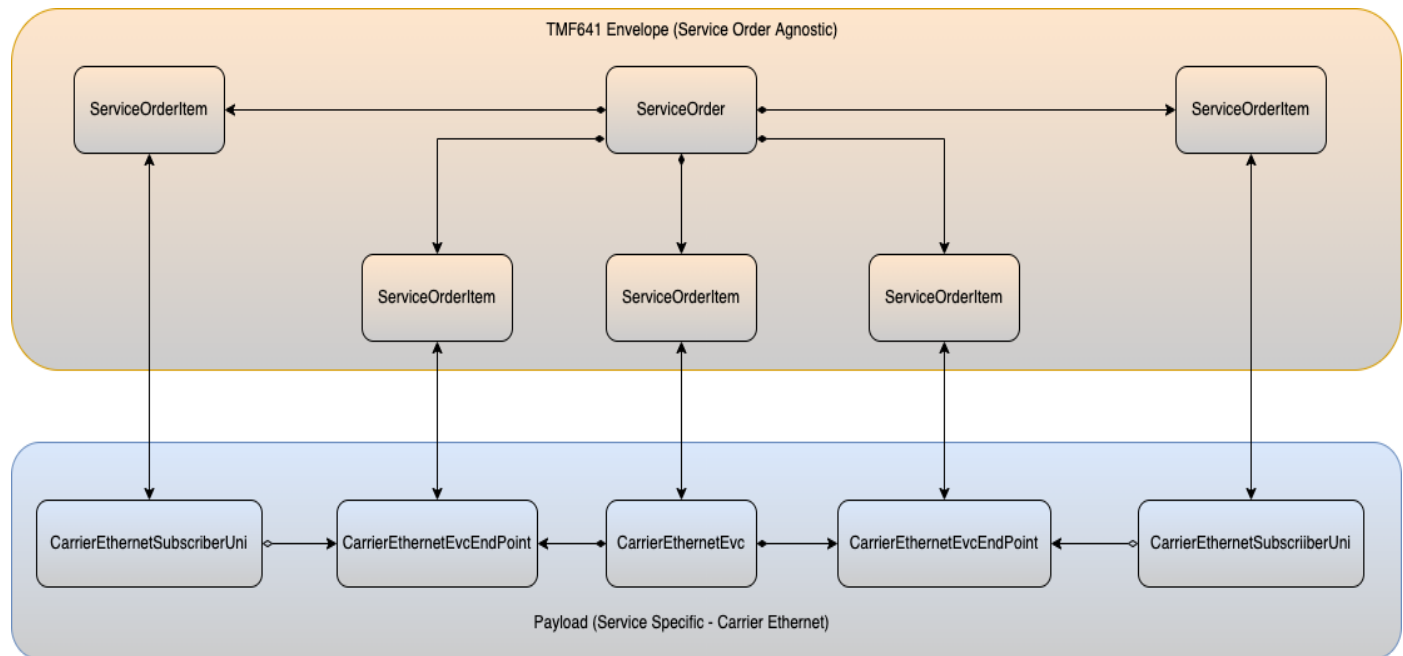 TMF641 Envelope (Service Order Agnostic)
ServiceOrderItem
ServiceOrder
ServiceOrderItem
ServiceOrderItem
ServiceOrderItem
ServiceOrderItem
CarrierEthernetSubscriberUni
CarrierEthernetEvcEndPoint
CarrierEthernetEvc
CarrierEthernetEvcEndPoint
CarrierEthernetSubscriiberUni
Payload (Service Specific - Carrier Ethernet)